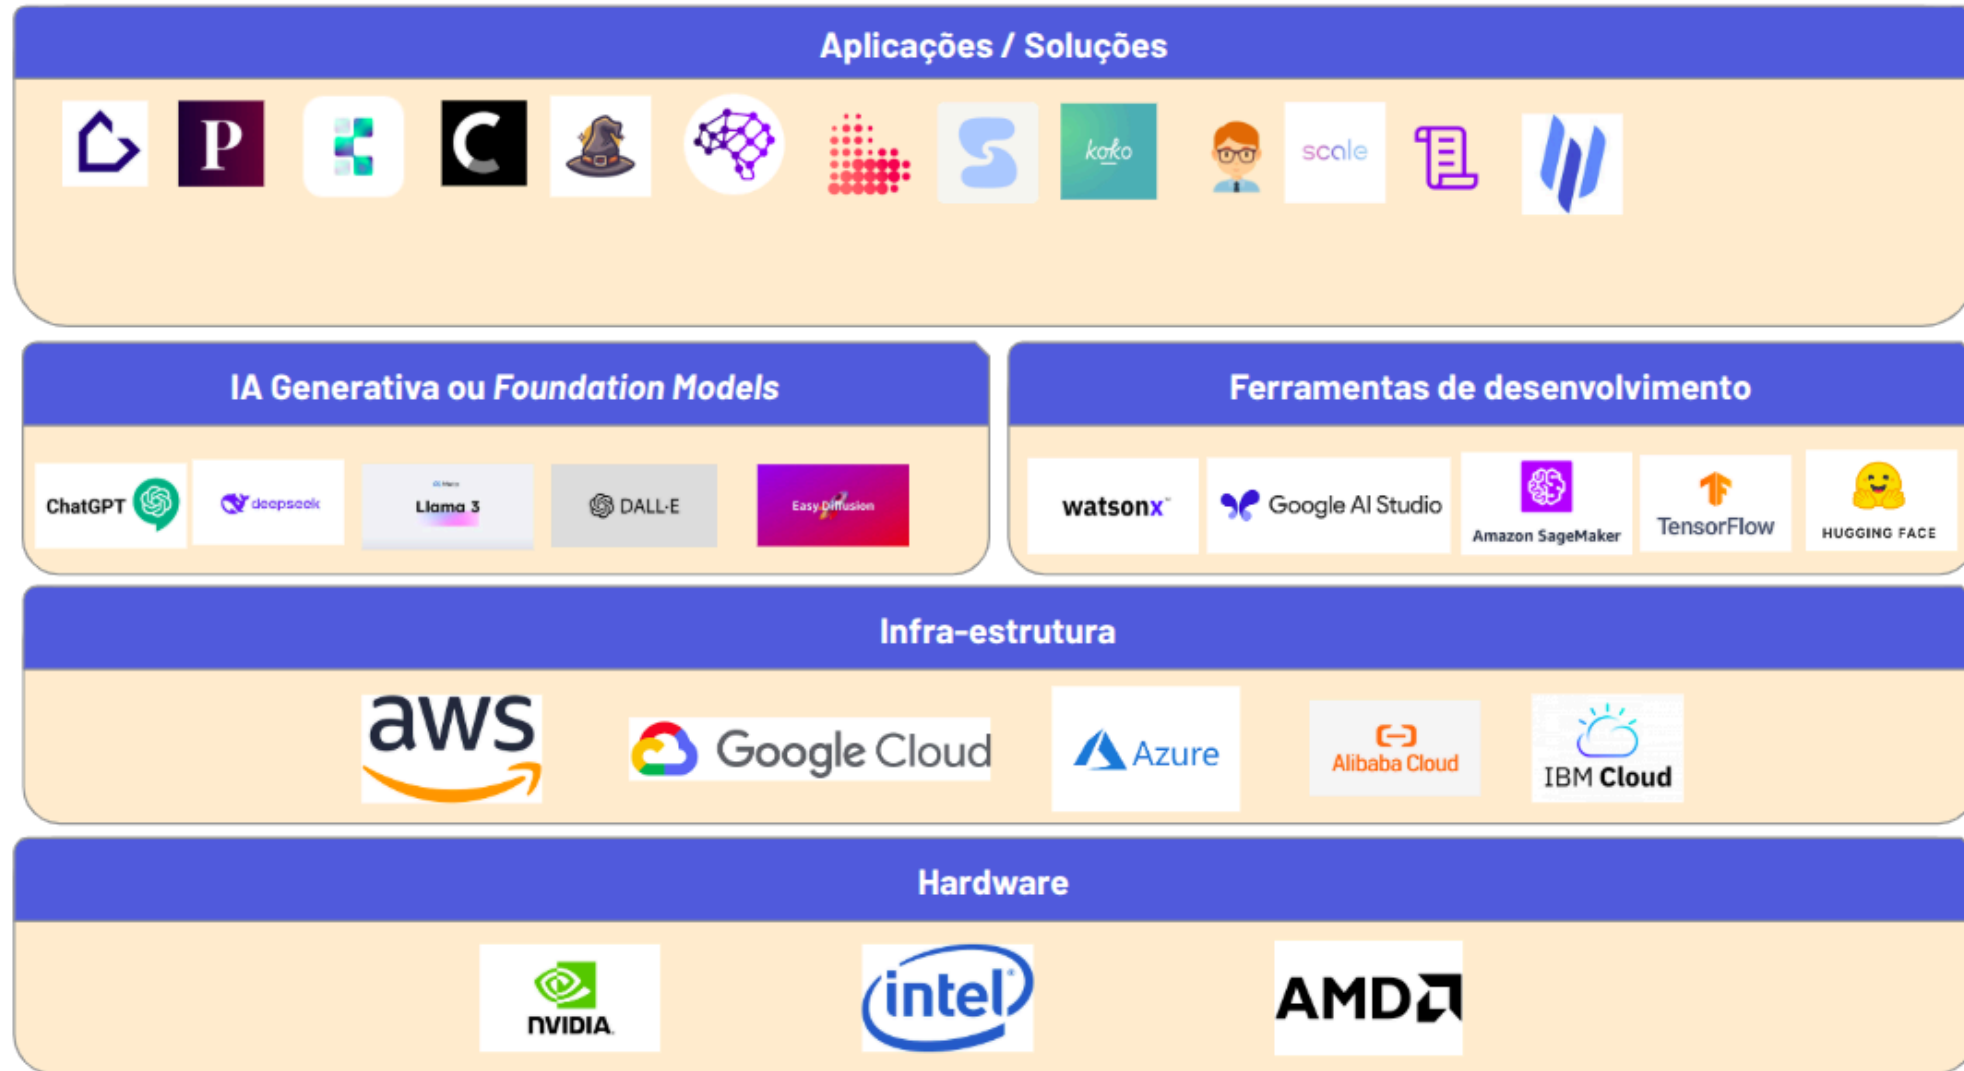 Aplicações / Soluções
P
C
koko
scale
IA Generativa ou Foundation Models
ChatGPT
deepseek
Meta
Llama 3
DALL·E
Easy Diffusion
Ferramentas de desenvolvimento
watsonx™
Google AI Studio
Amazon SageMaker
TensorFlow
HUGGING FACE
Infra-estrutura
aws
Google Cloud
Azure
Alibaba Cloud
IBM Cloud
Hardware
NVIDIA.
intel®
AMD